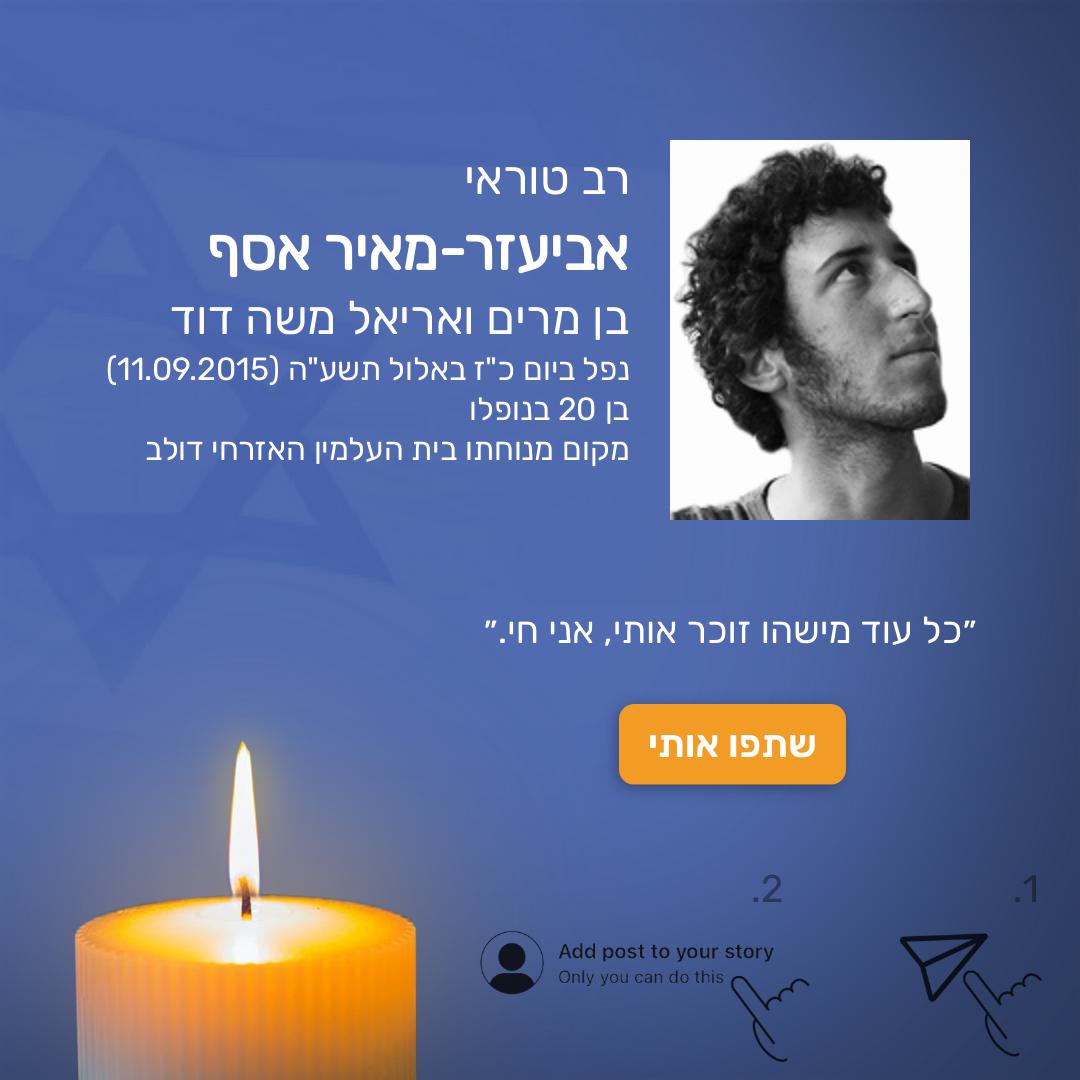 רב טוראי
אביעזר-מאיר אסף
בן מרים ואריאל משה דוד
נפל ביום כ"ז באלול תשע"ה (11.09.2015)
בן 20 בנופלו
מקום מנוחתו בית העלמין האזרחי דולב
״כל עוד מישהו זוכר אותי, אני חי.״
שתפו אותי
1.
2.
Add post to your story
Only you can do this